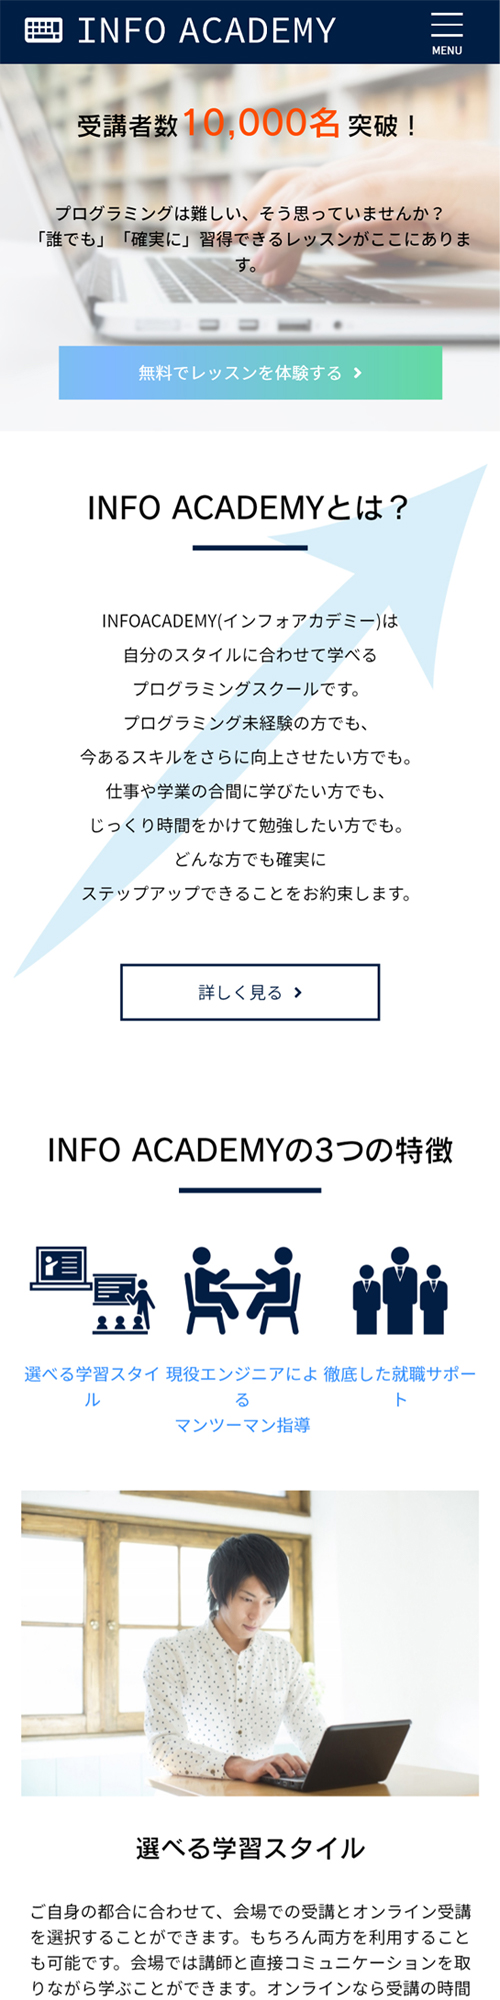 INFO ACADEMY
MENU
受講者数10,000名 突破！
プログラミングは難しい、そう思っていませんか？
「誰でも」「確実に」習得できるレッスンがここにありま
す。
無料でレッスンを体験する
INFO ACADEMYとは？
INFOACADEMY(インフォアカデミー)は
自分のスタイルに合わせて学べる
プログラミングスクールです。
プログラミング未経験の方でも、
今あるスキルをさらに向上させたい方でも。
仕事や学業の合間に学びたい方でも、
じっくり時間をかけて勉強したい方でも。
どんな方でも確実に
ステップアップできることをお約束します。
詳しく見る
INFO ACADEMYの3つの特徴
選べる学習スタイ
ル
現役エンジニアによ
る
マンツーマン指導
徹底した就職サポー
ト
選べる学習スタイル
ご自身の都合に合わせて、会場での受講とオンライン受講
を選択することができます。もちろん両方を利用すること
も可能です。会場では講師と直接コミュニケーションを取
りながら学ぶことができます。オンラインなら受講の時間